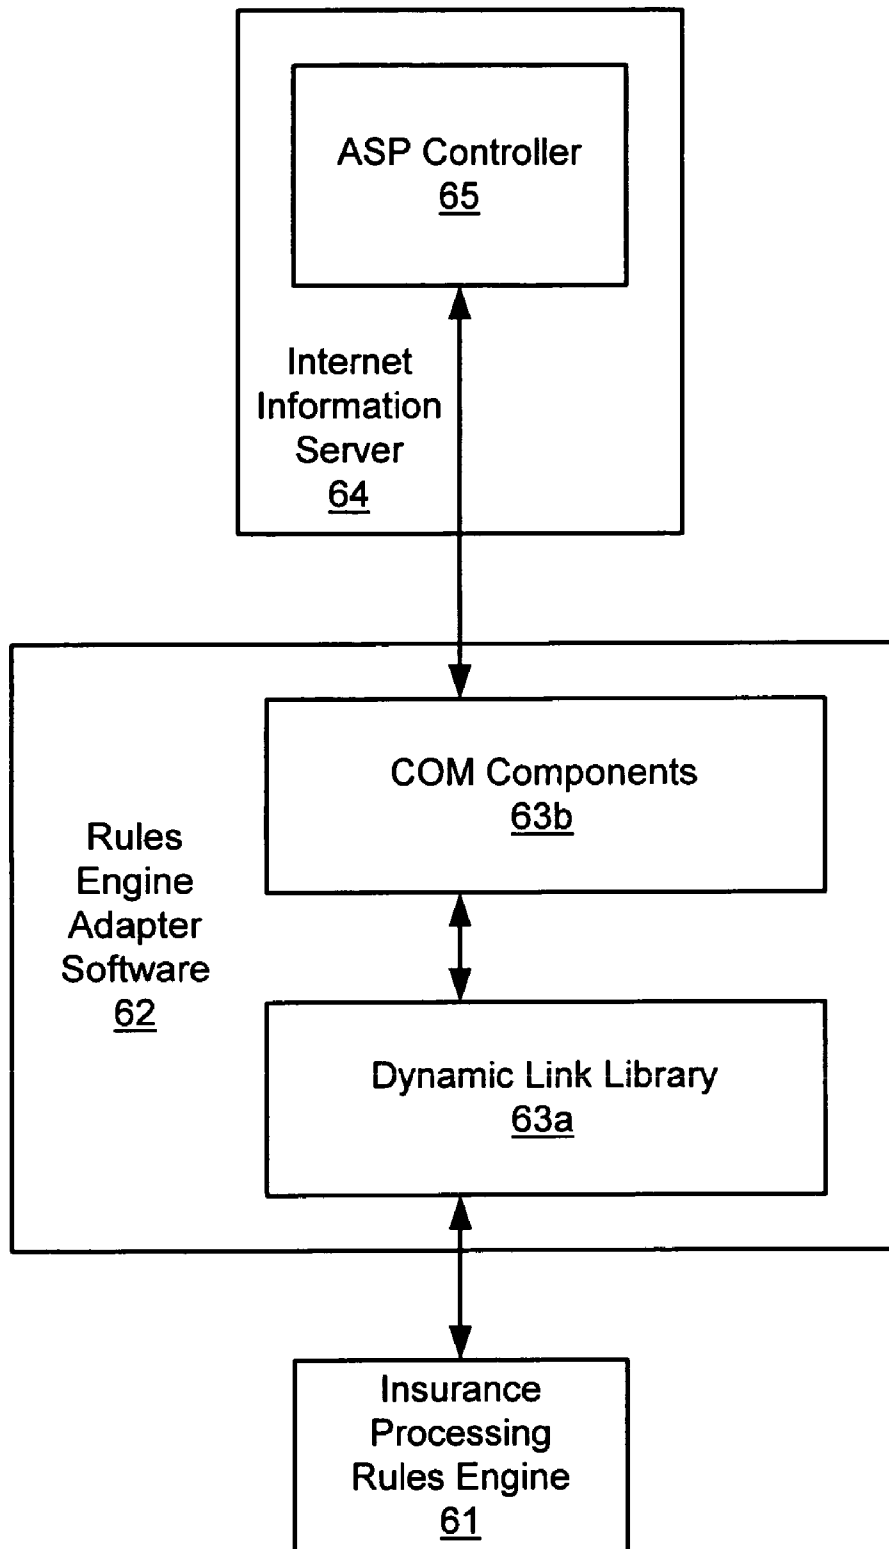 ASP Controller
65
Internet
Information
Server
64
COM Components
63b
Rules
Engine
Adapter
Software
62
Dynamic Link Library
63a
Insurance
Processing
Rules Engine
61